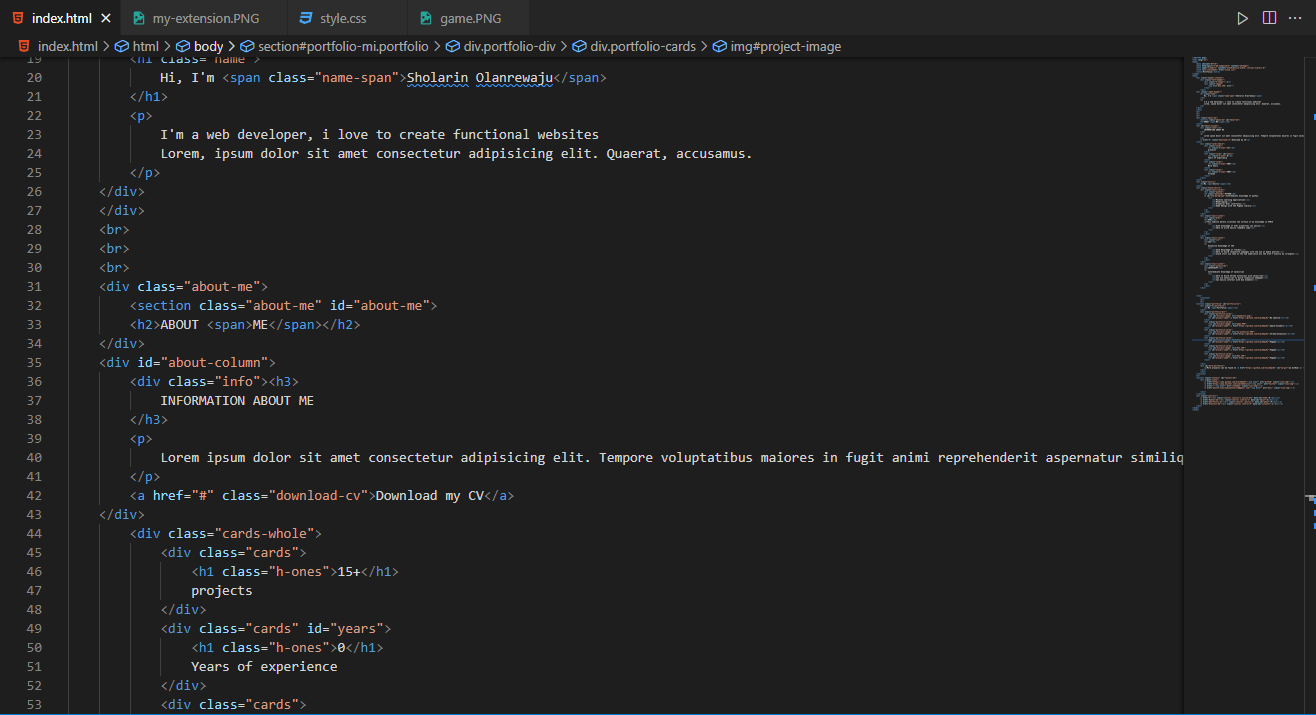 index.html my-extension.PNG style.css game.PNG
index.html > html > body > section#portfolio-mi.portfolio > div.portfolio-div > div.portfolio-cards > img#project-image
19 <h1 class="name">
20 Hi, I'm <span class="name-span">Sholarin Olanrewaju</span>
21 </h1>
22 <p>
23 I'm a web developer, i love to create functional websites
24 Lorem, ipsum dolor sit amet consectetur adipisicing elit. Quaerat, accusamus.
25 </p>
26 </div>
27 </div>
28 <br>
29 <br>
30 <br>
31 <div class="about-me">
32 <section class="about-me" id="about-me">
33 <h2>ABOUT <span>ME</span></h2>
34 </div>
35 <div id="about-column">
36 <div class="info"><h3>
37 INFORMATION ABOUT ME
38 </h3>
39 <p>
40 Lorem ipsum dolor sit amet consectetur adipisicing elit. Tempore voluptatibus maiores in fugit animi reprehenderit aspernatur similiq
41 </p>
42 <a href="#" class="download-cv">Download my CV</a>
43 </div>
44 <div class="cards-whole">
45 <div class="cards">
46 <h1 class="h-ones">15+</h1>
47 projects
48 </div>
49 <div class="cards" id="years">
50 <h1 class="h-ones">0</h1>
51 Years of experience
52 </div>
53 <div class="cards">